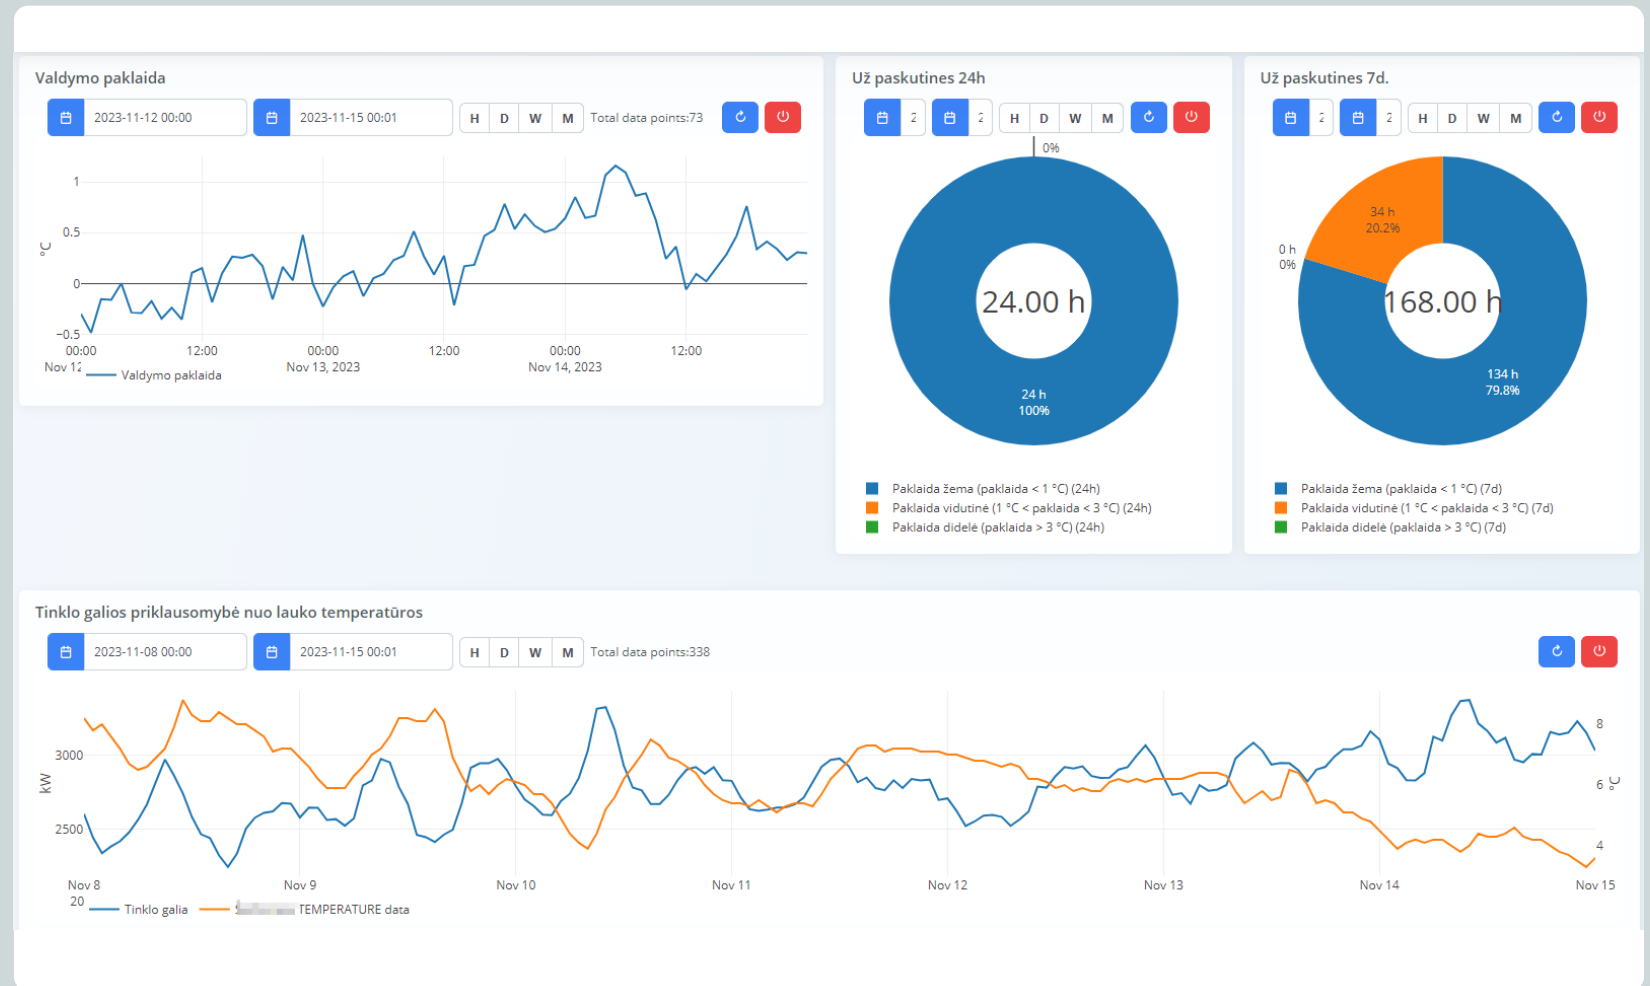 Valdymo paklaida
2023-11-12 00:00
2023-11-15 00:01
H D W M
Total data points:73
1
0.5
0
−0.5
°C
00:00 12:00 00:00 12:00 00:00 12:00
Nov 13, 2023 Nov 14, 2023
Valdymo paklaida
Už paskutines 24h
2 2 H D W M
0%
24.00 h
24 h
100%
Paklaida žema (paklaida < 1 °C) (24h)
Paklaida vidutinė (1 °C < paklaida < 3 °C) (24h)
Paklaida didelė (paklaida > 3 °C) (24h)
Už paskutines 7d.
2 2 H D W M
34 h
20.2%
0 h
0%
168.00 h
134 h
79.8%
Paklaida žema (paklaida < 1 °C) (7d)
Paklaida vidutinė (1 °C < paklaida < 3 °C) (7d)
Paklaida didelė (paklaida > 3 °C) (7d)
Tinklo galios priklausomybė nuo lauko temperatūros
2023-11-08 00:00
2023-11-15 00:01
H D W M
Total data points:338
3000
2500
kW
8
6
4
°C
Nov 8 Nov 9 Nov 10 Nov 11 Nov 12 Nov 13 Nov 14 Nov 15
20
Tinklo galia
TEMPERATURE data